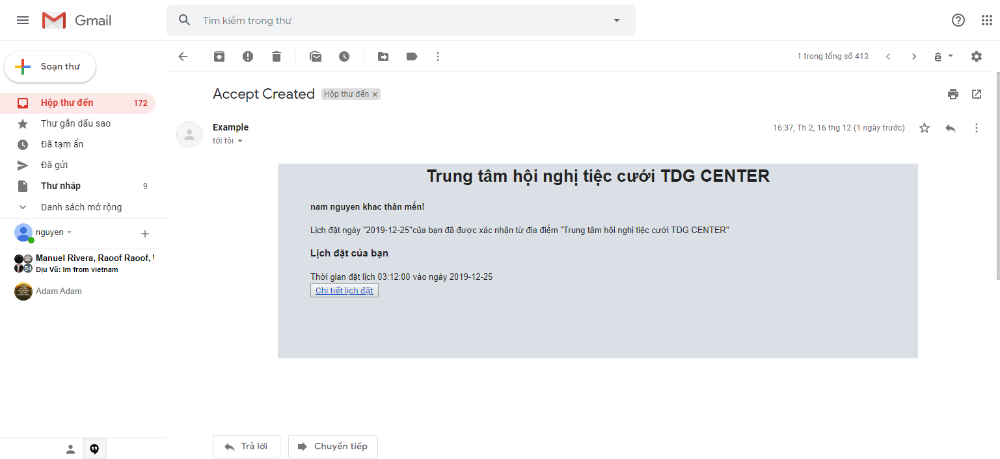 Gmail
Tìm kiếm trong thư
Soạn thư
1 trong tổng số 413
Hộp thư đến 172
Thư gắn dấu sao
Đã tạm ẩn
Đã gửi
Thư nháp 9
Danh sách mở rộng
nguyen
Manuel Rivera, Raoof Raoof,
Dịu Vũ: Im from vietnam
54
Adam Adam
Accept Created Hộp thư đến x
Example
tới tôi
16:37, Th 2, 16 thg 12 (1 ngày trước)
Trung tâm hội nghị tiệc cưới TDG CENTER
nam nguyen khac thân mến!
Lịch đặt ngày "2019-12-25"của bạn đã được xác nhận từ địa điểm "Trung tâm hội nghị tiệc cưới TDG CENTER"
Lịch đặt của bạn
Thời gian đặt lịch 03:12:00 vào ngày 2019-12-25
Chi tiết lịch đặt
Trả lời
Chuyển tiếp